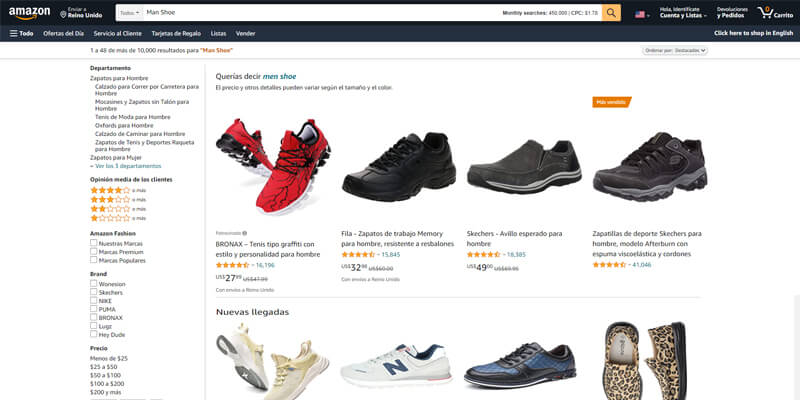 amazon
Enviar a
Reino Unido
Todos
Man Shoe
Monthly searches: 450,000 | CPC: $1.78
Hola, Identifícate
Cuenta y Listas
Devoluciones
y Pedidos
0
Carrito
Todo
Ofertas del Día
Servicio al Cliente
Tarjetas de Regalo
Listas
Vender
Click here to shop in English
1 a 48 de más de 10,000 resultados para "Man Shoe"
Ordenar por: Destacados
Departamento
Zapatos para Hombre
Calzado para Correr por Carretera para
Hombre
Mocasines y Zapatos sin Talón para
Hombre
Tenis de Moda para Hombre
Oxfords para Hombre
Calzado de Caminar para Hombre
Zapatos de Tenis y Deportes Raqueta
para Hombre
Zapatos para Mujer
Ver los 3 departamentos
Opinión media de los clientes
o más
o más
o más
o más
Amazon Fashion
Nuestras Marcas
Marcas Premium
Marcas Populares
Brand
Wonesion
Skechers
NIKE
PUMA
BRONAX
Lugz
Hey Dude
Precio
Menos de $25
$25 a $50
$50 a $100
$100 a $200
$200 y más
Querías decir men shoe
El precio y otros detalles pueden variar según el tamaño y el color.
Patrocinado
BRONAX – Tenis tipo graffiti con
estilo y personalidad para hombre
16,196
US$2799 US$47.99
Con envíos a Reino Unido
Fila - Zapatos de trabajo Memory
para hombre, resistente a resbalones
15,845
US$3298 US$60.00
Con envíos a Reino Unido
Skechers - Avillo esperado para
hombre
18,385
US$4900 US$69.95
Más vendido
Zapatillas de deporte Skechers para
hombre, modelo Afterburn con
espuma viscoelástica y cordones
41,046
Nuevas llegadas